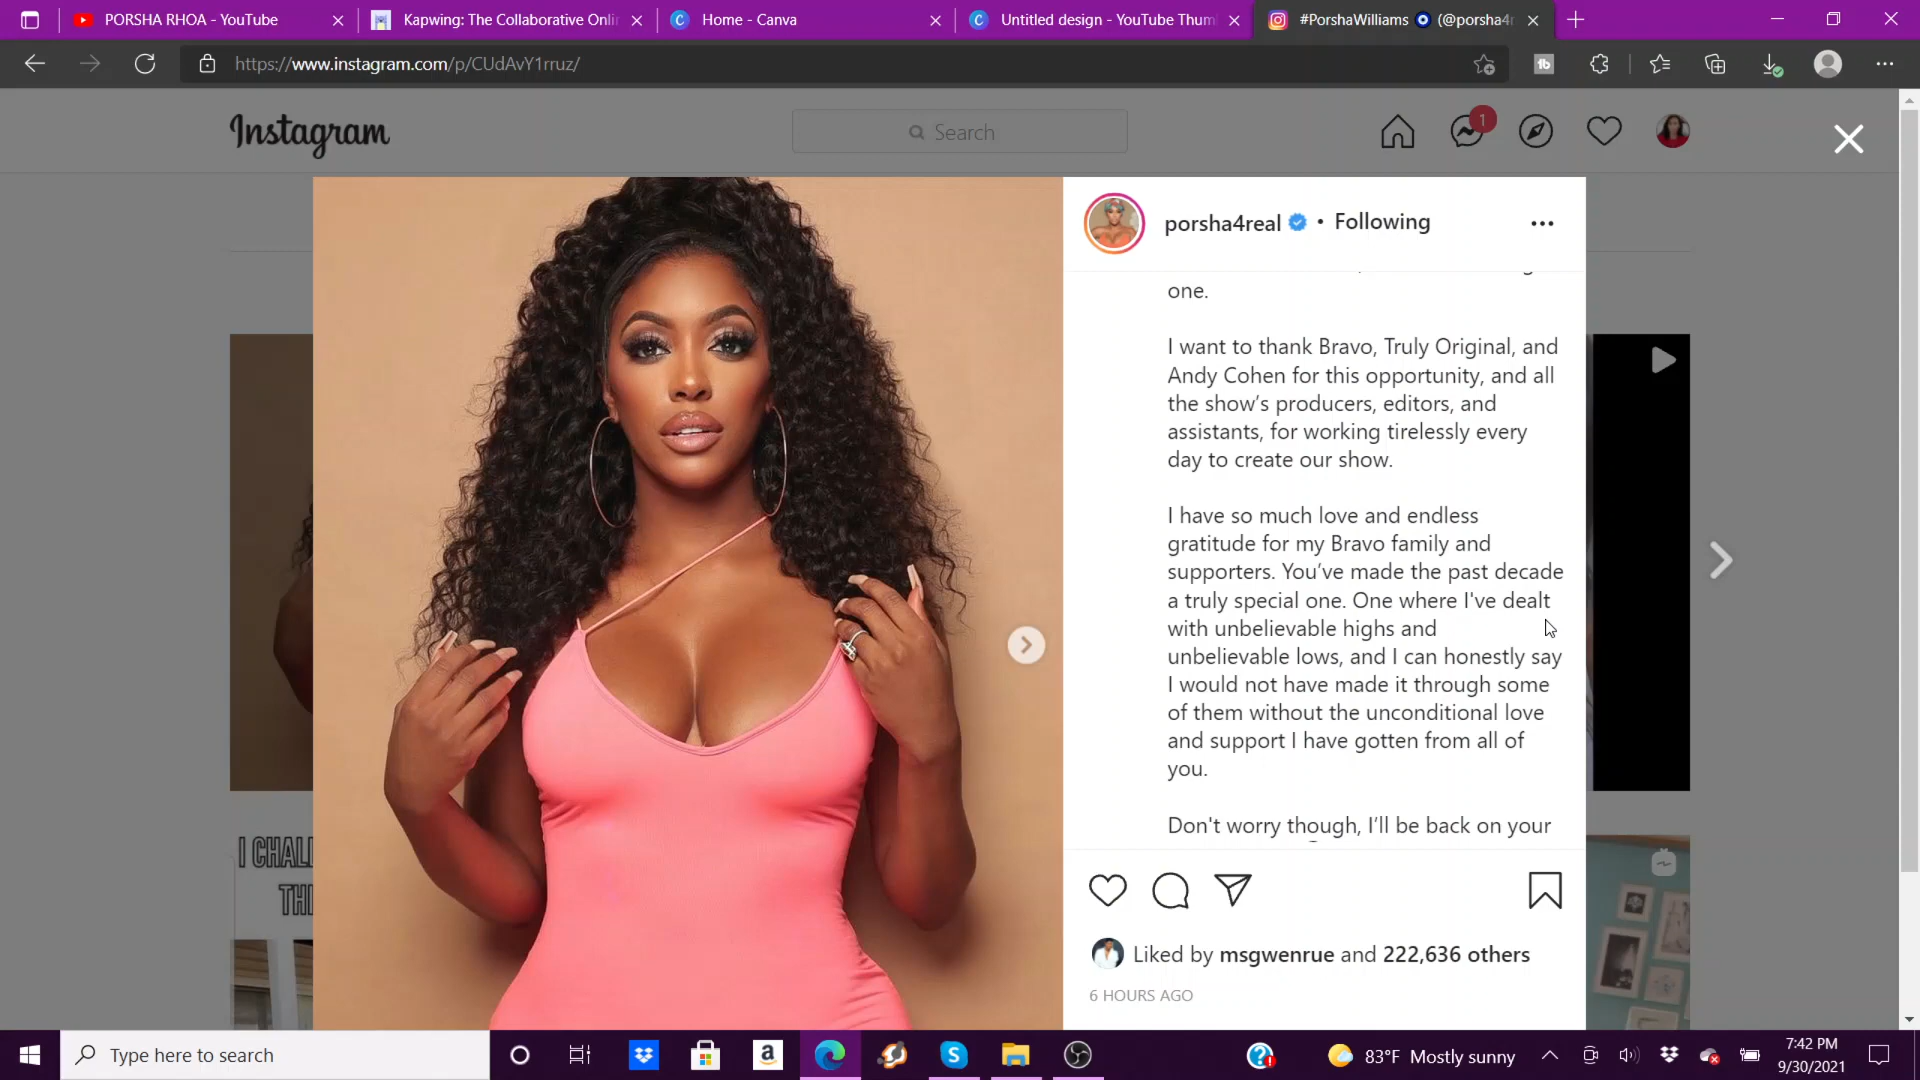 PORSHA RHOA - YouTube
Kapwing: The Collaborative Onli
Home - Canva
Untitled design - YouTube Thum
#PorshaWilliams 🧿 (@porsha4r
https://www.instagram.com/p/CUdAvY1rruz/
Instagram
Search
1
porsha4real • Following
one.
I want to thank Bravo, Truly Original, and
Andy Cohen for this opportunity, and all
the show’s producers, editors, and
assistants, for working tirelessly every
day to create our show.
I have so much love and endless
gratitude for my Bravo family and
supporters. You’ve made the past decade
a truly special one. One where I've dealt
with unbelievable highs and
unbelievable lows, and I can honestly say
I would not have made it through some
of them without the unconditional love
and support I have gotten from all of
you.
Don't worry though, I’ll be back on your
I CHALL
THI
Liked by msgwenrue and 222,636 others
6 HOURS AGO
Type here to search
83°F Mostly sunny
7:42 PM
9/30/2021